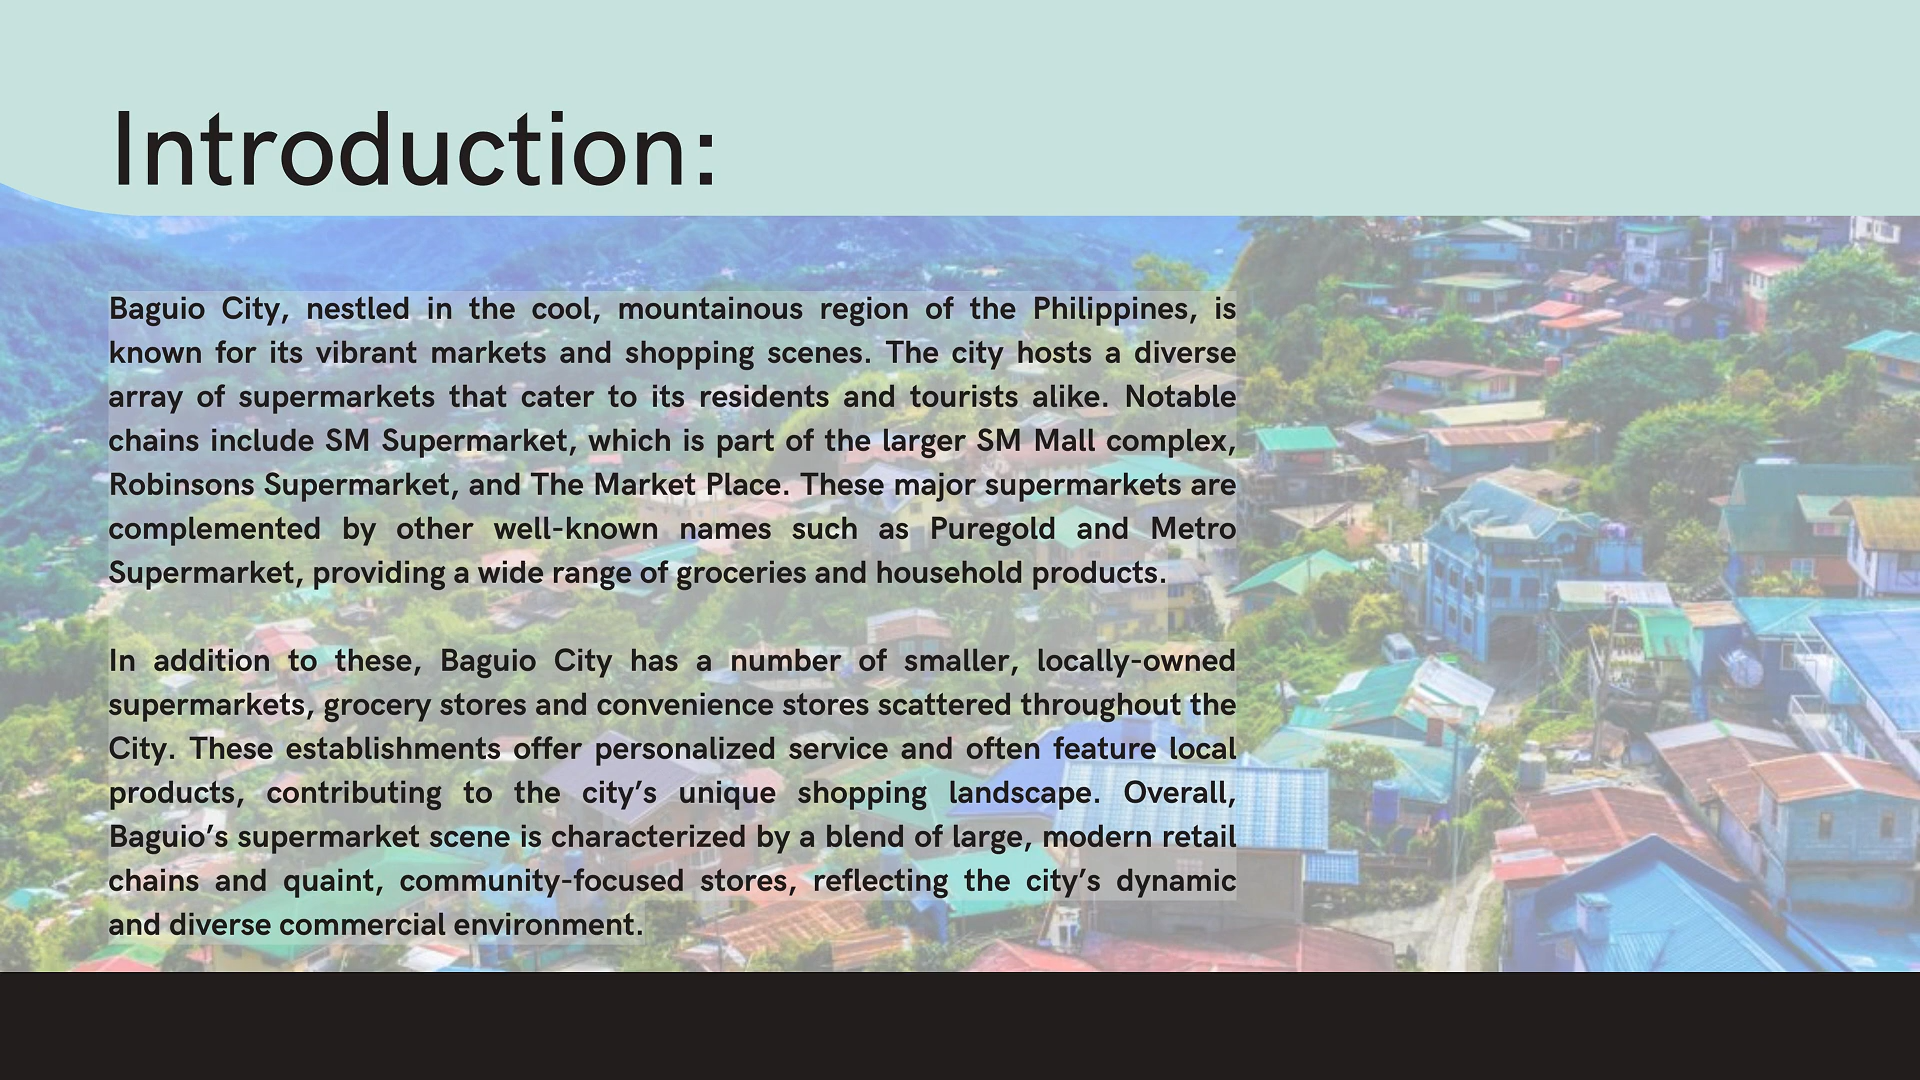 Introduction:
Baguio City, nestled in the cool, mountainous region of the Philippines, is
known for its vibrant markets and shopping scenes. The city hosts a diverse
array of supermarkets that cater to its residents and tourists alike. Notable
chains include SM Supermarket, which is part of the larger SM Mall complex,
Robinsons Supermarket, and The Market Place. These major supermarkets are
complemented by other well-known names such as Puregold and Metro
Supermarket, providing a wide range of groceries and household products.
In addition to these, Baguio City has a number of smaller, locally-owned
supermarkets, grocery stores and convenience stores scattered throughout the
City. These establishments offer personalized service and often feature local
products, contributing to the city’s unique shopping landscape. Overall,
Baguio’s supermarket scene is characterized by a blend of large, modern retail
chains and quaint, community-focused stores, reflecting the city’s dynamic
and diverse commercial environment.